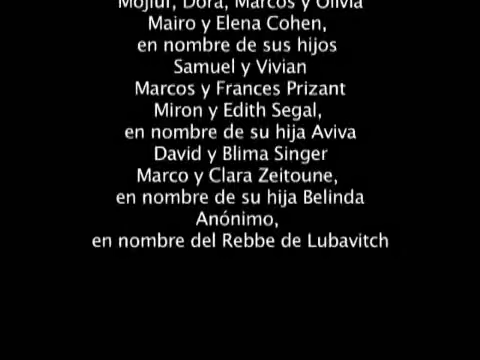 Mojluf, Dora, Marcos y Olivia
Mairo y Elena Cohen,
en nombre de sus hijos
Samuel y Vivian
Marcos y Frances Prizant
Miron y Edith Segal,
en nombre de su hija Aviva
David y Blima Singer
Marco y Clara Zeitoune,
en nombre de su hija Belinda
Anónimo,
en nombre del Rebbe de Lubavitch